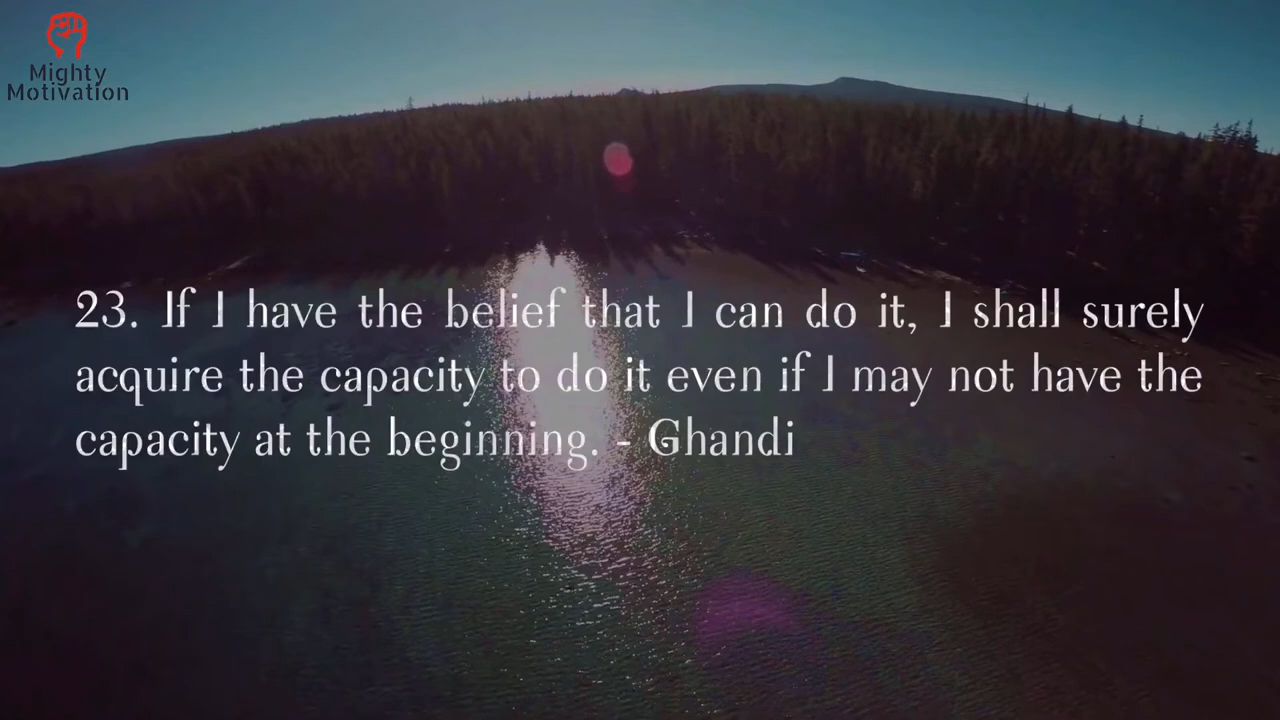 Mighty
Motivation
23. If I have the belief that I can do it, I shall surely
acquire the capacity to do it even if I may not have the
capacity at the beginning. - Ghandi